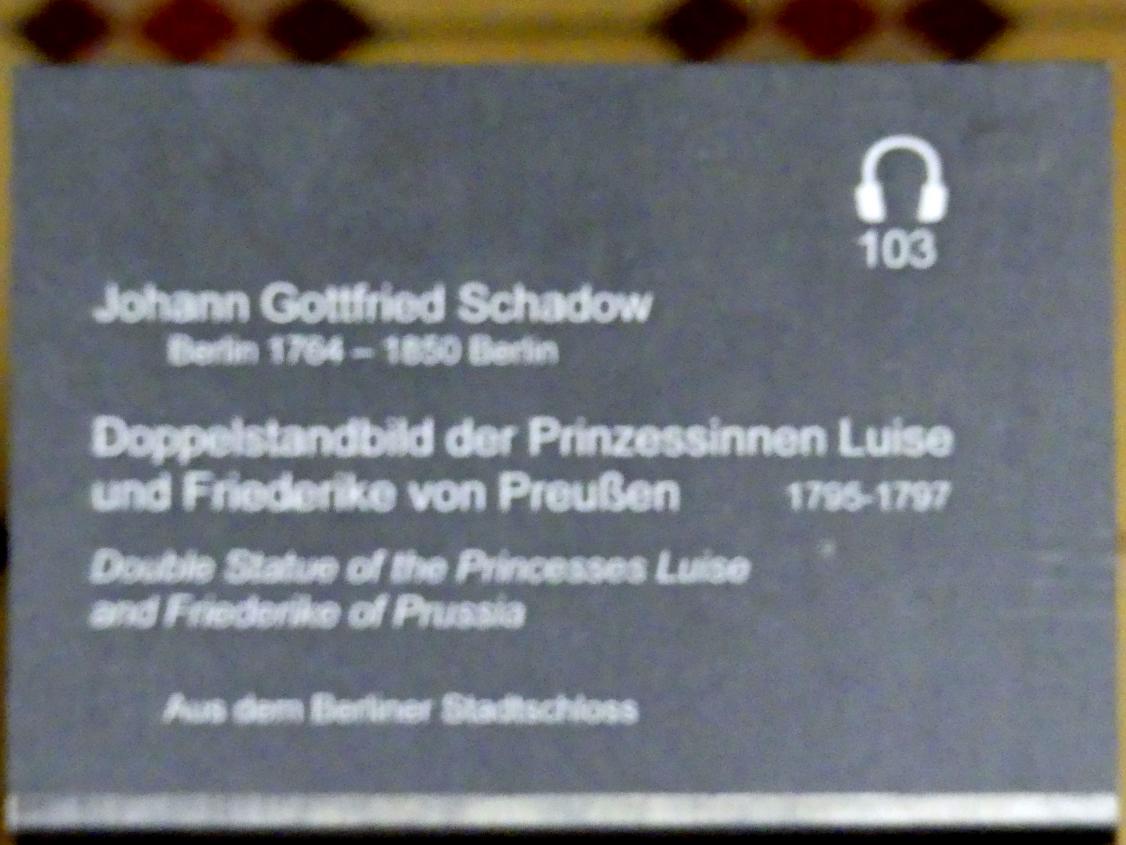 103
Johann Gottfried Schadow
Berlin 1764 – 1850 Berlin
Doppelstandbild der Prinzessinnen Luise
und Friederike von Preußen 1795-1797
Double Statue of the Princesses Luise
and Friederike of Prussia
Aus dem Berliner Stadtschloss